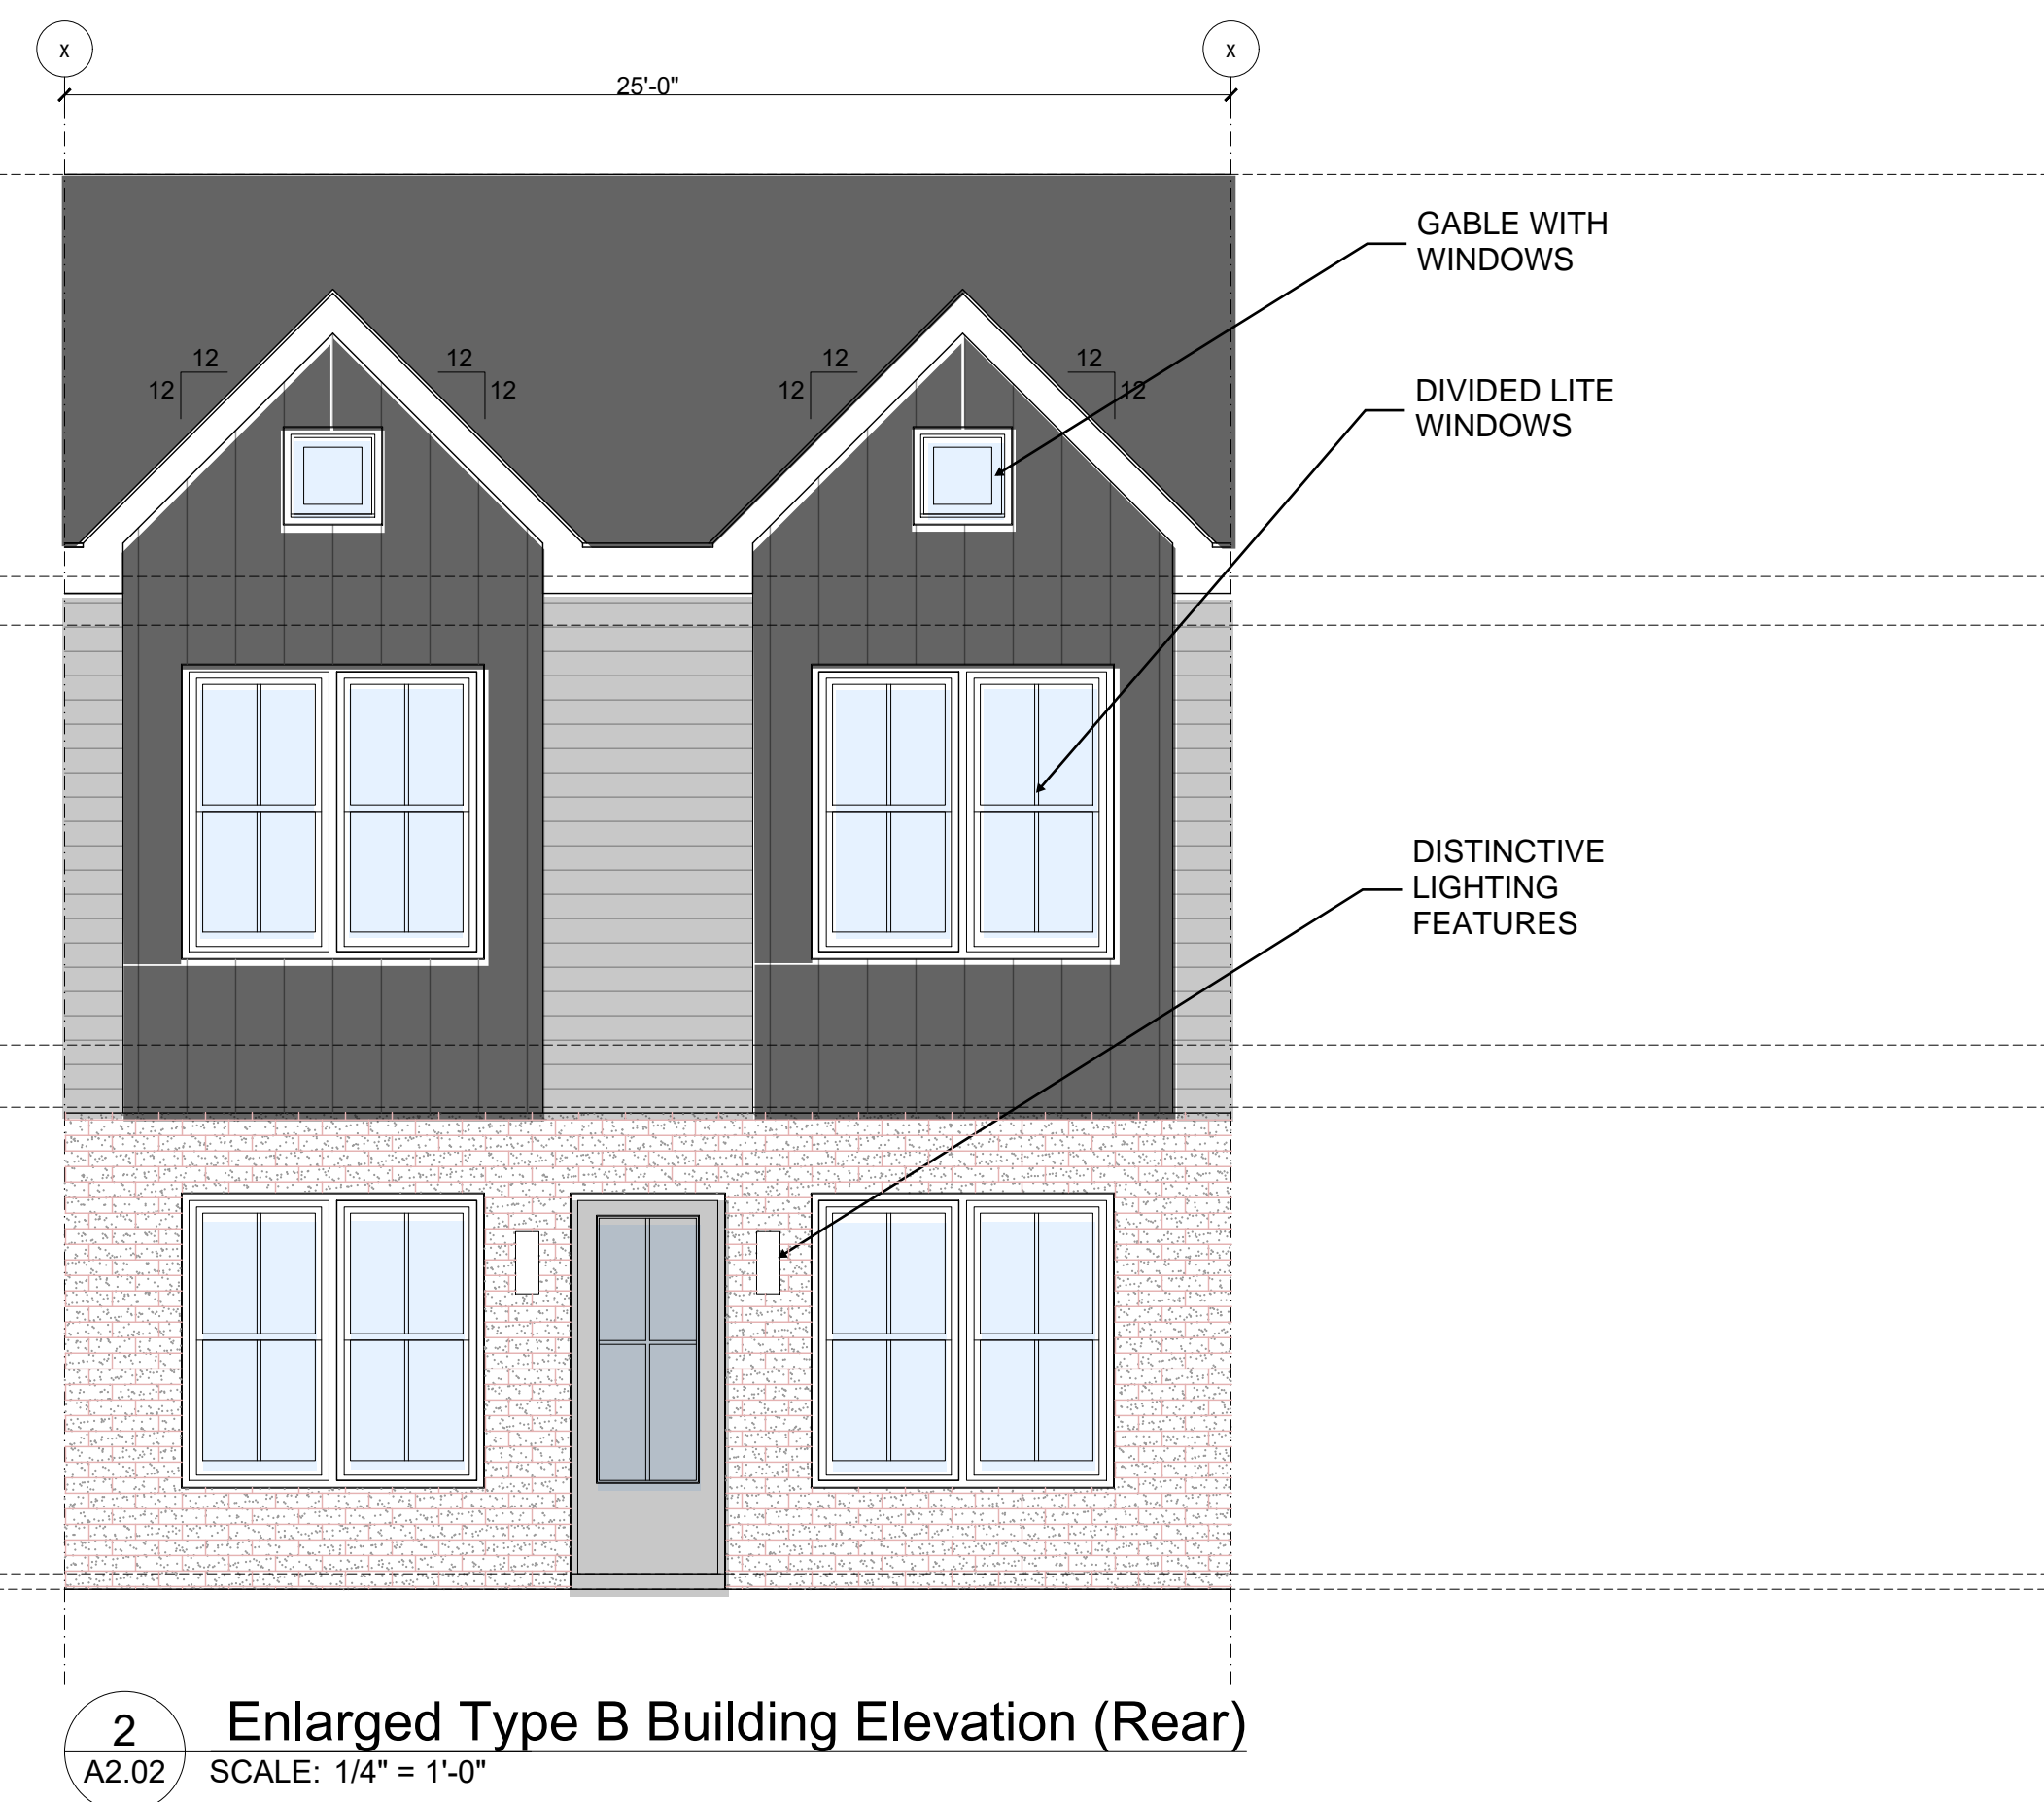 X
X
25'-0"
GABLE WITH
WINDOWS
12
12
12
12
12
12
12
12
DIVIDED LITE
WINDOWS
DISTINCTIVE
LIGHTING
FEATURES
2
A2.02
Enlarged Type B Building Elevation (Rear)
SCALE: 1/4" = 1'-0"